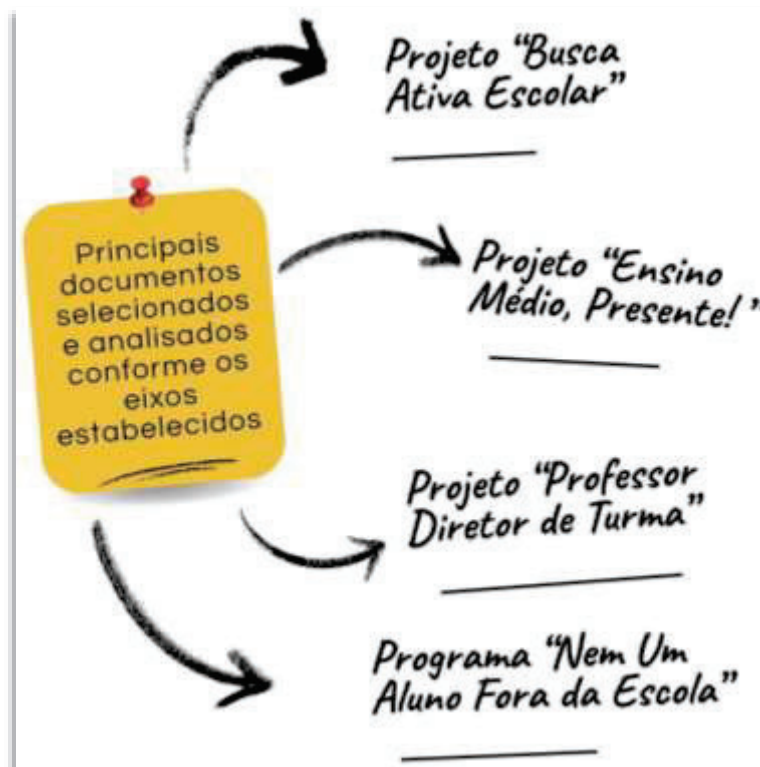 Principais
documentos
selecionados
e analisados
conforme os
eixos
estabelecidos
Projeto “Busca
Ativa Escolar”
Projeto “Ensino
Médio, Presente!”
Projeto “Professor
Diretor de Turma”
Programa “Nem Um
Aluno Fora da Escola”